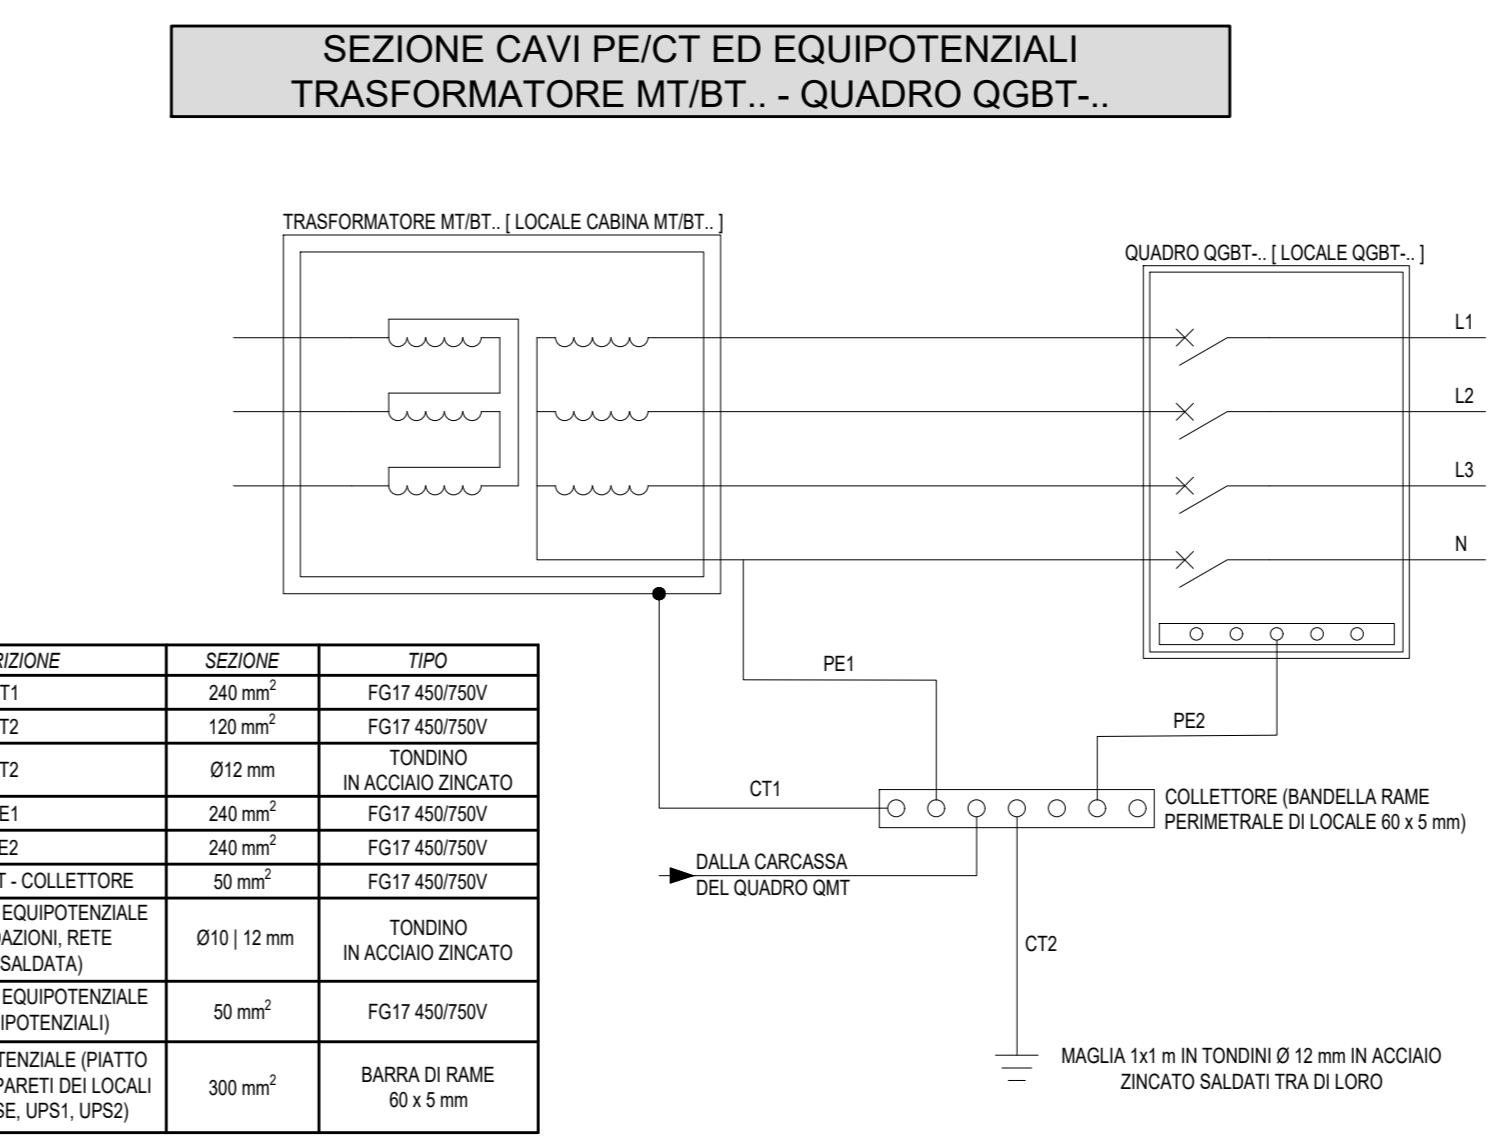 SEZIONE CAVI PE/CT ED EQUIPOTENZIALI
TRASFORMATORE MT/BT.. - QUADRO QGBT-..
TRASFORMATORE MT/BT.. [ LOCALE CABINA MT/BT.. ]
QUADRO QGBT-.. [ LOCALE QGBT-.. ]
L1
L2
L3
N
PE1
PE2
CT1
COLLETTORE (BANDELLA RAME
PERIMETRALE DI LOCALE 60 x 5 mm)
DALLA CARCASSA
DEL QUADRO QMT
CT2
MAGLIA 1x1 m IN TONDINI Ø 12 mm IN ACCIAIO
ZINCATO SALDATI TRA DI LORO
RIZIONE SEZIONE TIPO
T1 240 mm² FG17 450/750V
T2 120 mm² FG17 450/750V
T2 Ø12 mm TONDINO
IN ACCIAIO ZINCATO
E1 240 mm² FG17 450/750V
E2 240 mm² FG17 450/750V
T - COLLETTORE 50 mm² FG17 450/750V
EQUIPOTENZIALE
DAZIONI, RETE
SALDATA)
Ø10 | 12 mm
TONDINO
IN ACCIAIO ZINCATO
EQUIPOTENZIALE
IPOTENZIALI)
50 mm²
FG17 450/750V
TENZIALE (PIATTO
PARETI DEI LOCALI
SE, UPS1, UPS2)
300 mm²
BARRA DI RAME
60 x 5 mm